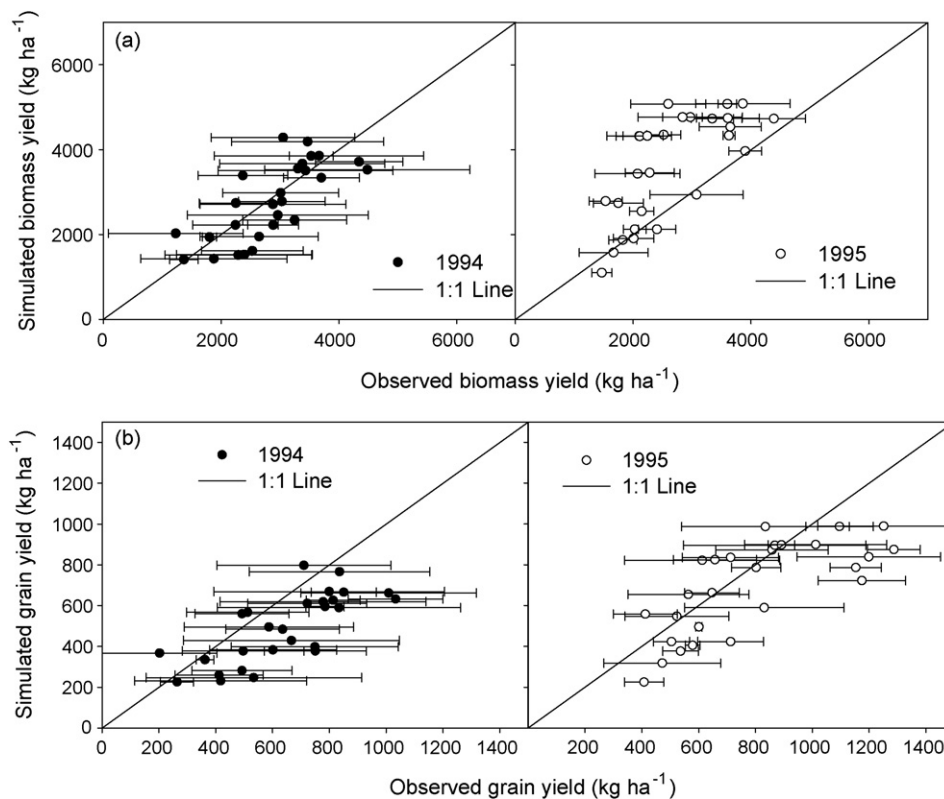 (a)
Simulated biomass yield (kg ha⁻¹)
6000
4000
2000
0
1994
1:1 Line
1995
1:1 Line
0 2000 4000 6000 0 2000 4000 6000
Observed biomass yield (kg ha⁻¹)
(b)
Simulated grain yield (kg ha⁻¹)
1400
1200
1000
800
600
400
200
0
1994
1:1 Line
1995
1:1 Line
0 200 400 600 800 1000 1200 1400 200 400 600 800 1000 1200 1400
Observed grain yield (kg ha⁻¹)